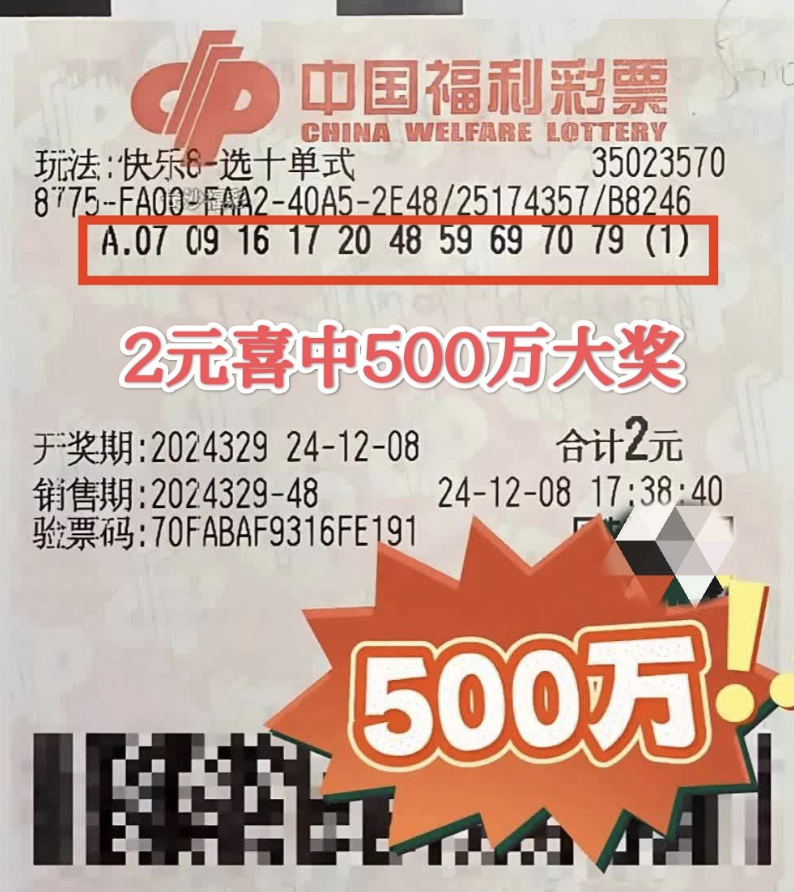 中国福利彩票
CHINA WELFARE LOTTERY
玩法:快乐8-选十单式 35023570
8775-FA00-EAA2-40A5-2E48/25174357/B8246
A.07 09 16 17 20 48 59 69 70 79 (1)
2元喜中500万大奖
开奖期:2024329 24-12-08 合计2元
销售期:2024329-48 24-12-08 17:38:40
验票码:70FABAF9316FE191
500万!